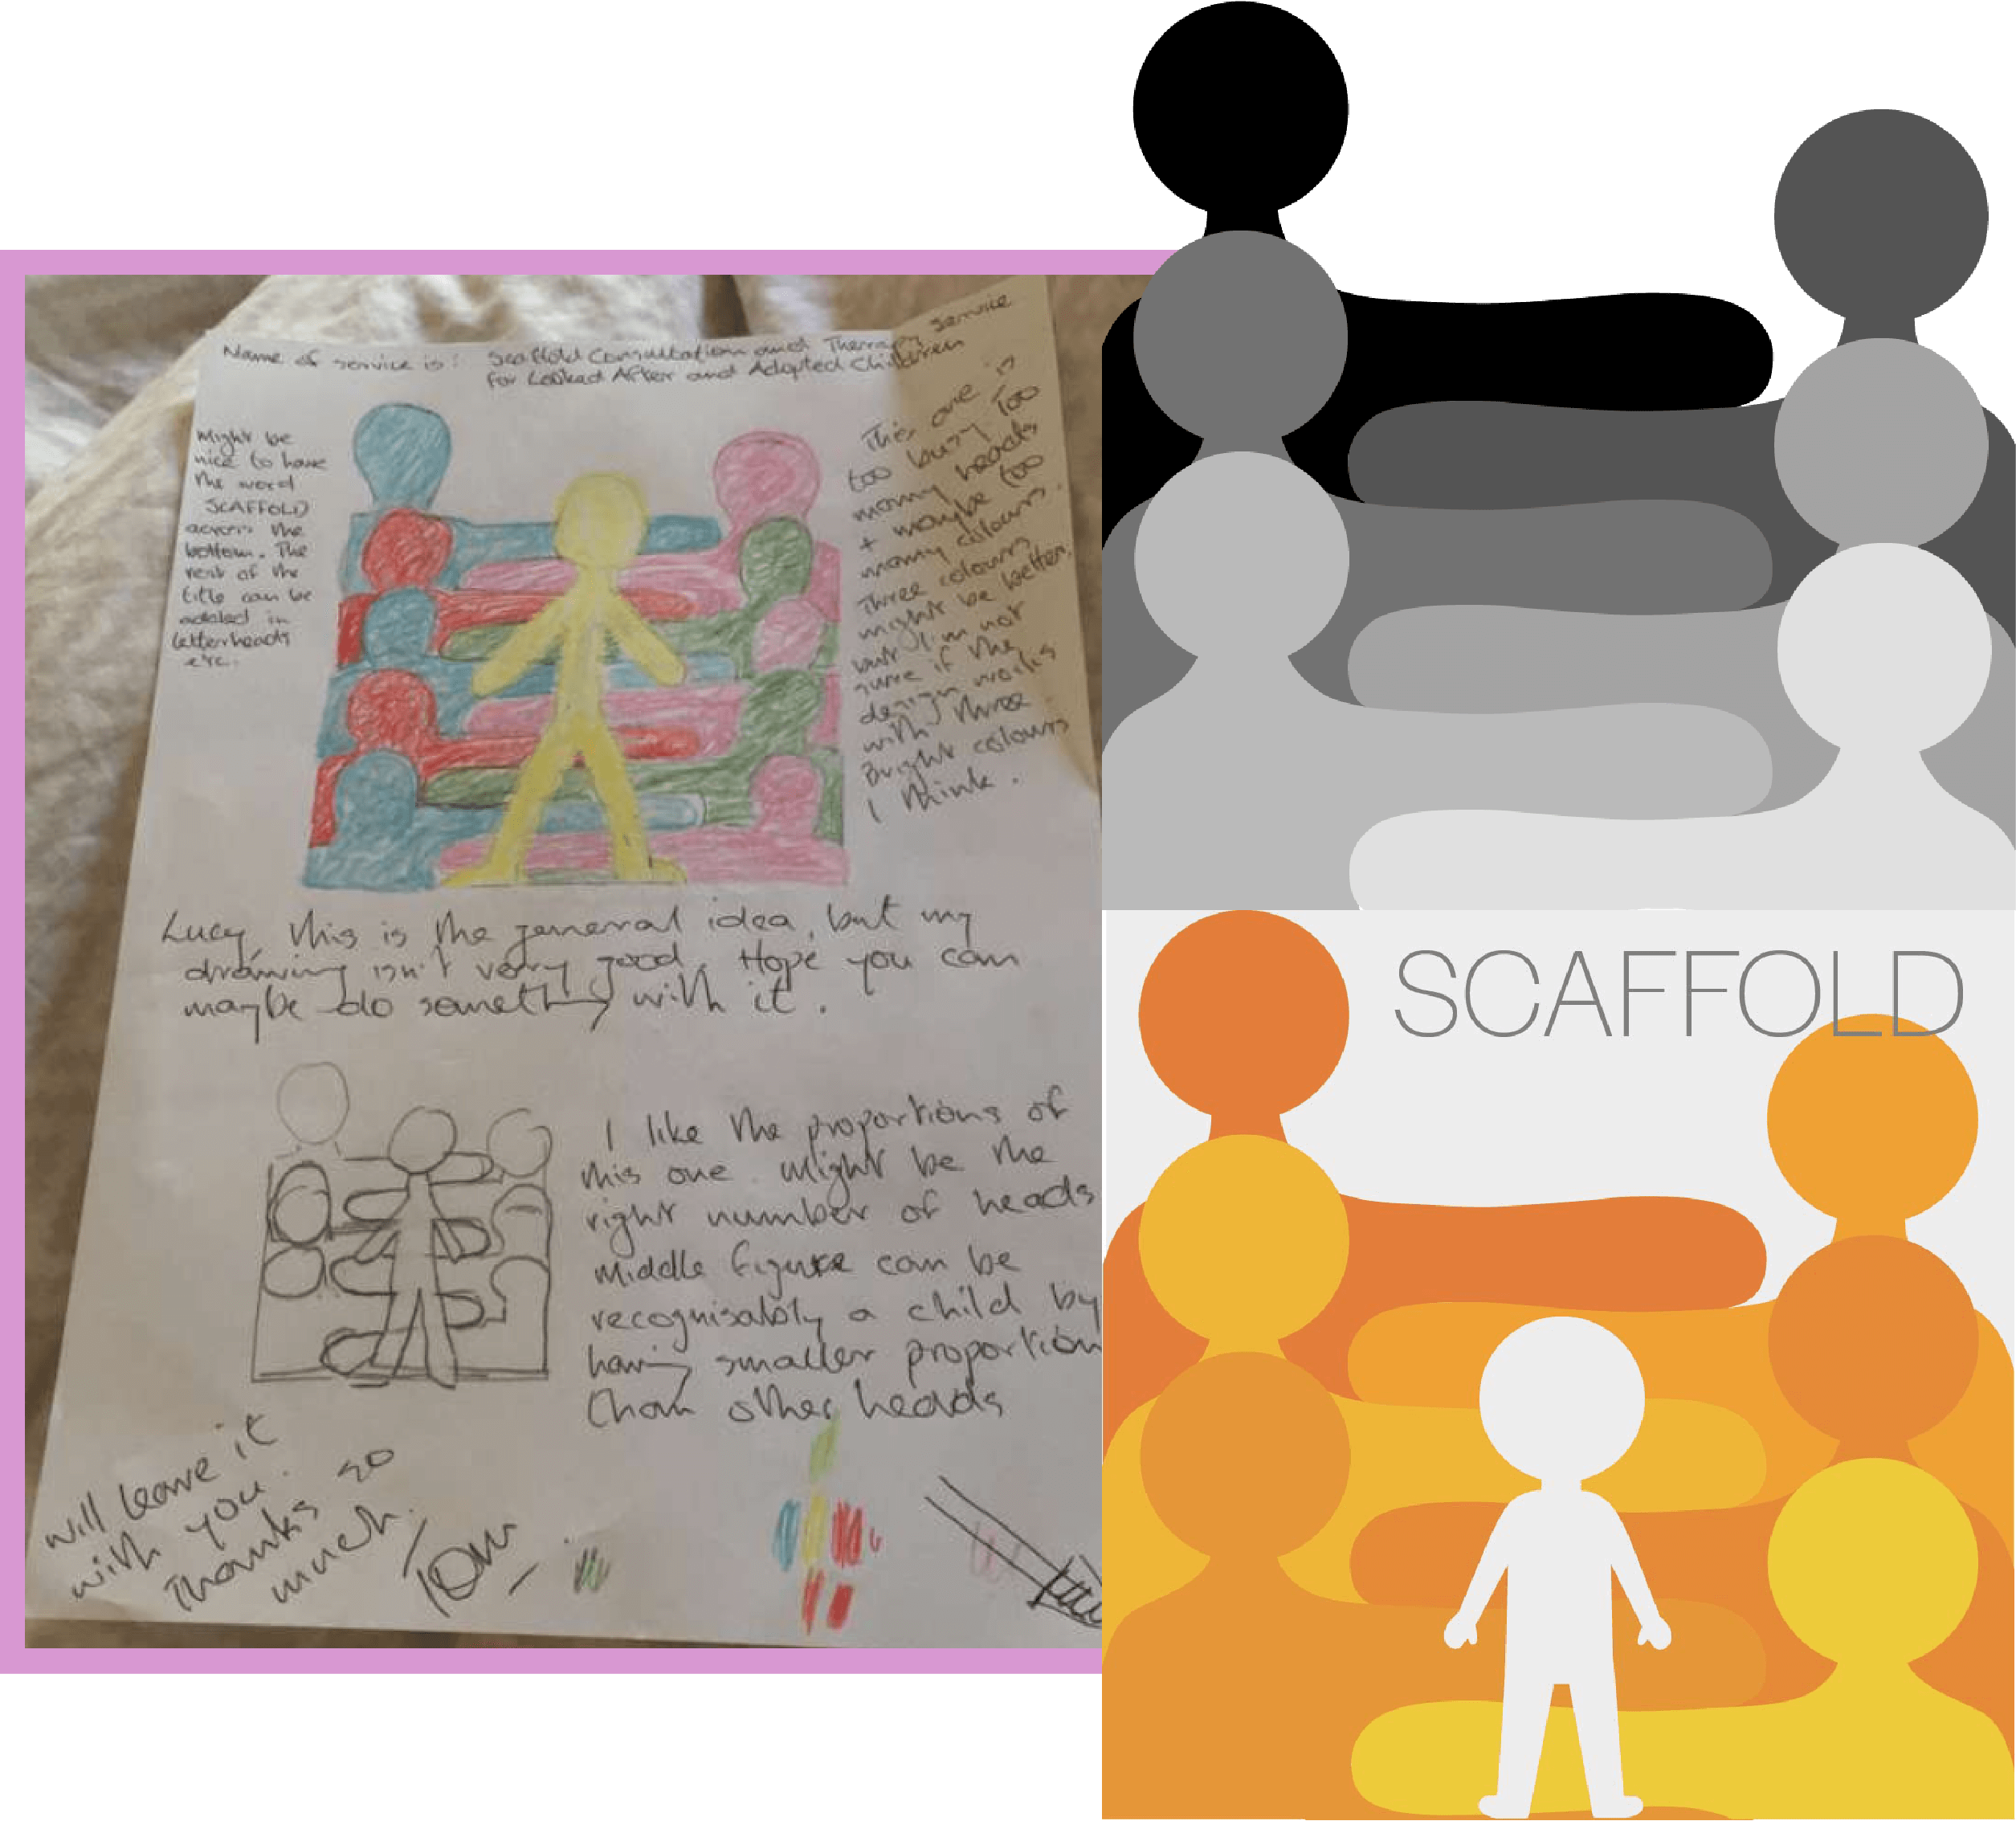 Name of service is: Scaffold Consultation and Therapy Service
for Looked After and Adopted Children
Might be
nice to have
the word
SCAFFOLD
across the
bottom. The
rest of the
title can be
added in
letterheads
etc.
This one is
too busy too
many heads
+ maybe too
many colours.
Three colours
might be better,
but I'm not
sure if the
design works
with three.
Bright colours
I think.
Lucy, this is the general idea, but my
drawing isn't very good. Hope you can
maybe do something with it.
I like the proportions of
this one. Might be the
right number of heads
middle figure can be
recognisably a child by
having smaller proportion
than other heads
will leave it
with you.
Thanks so
much.
SCAFFOLD